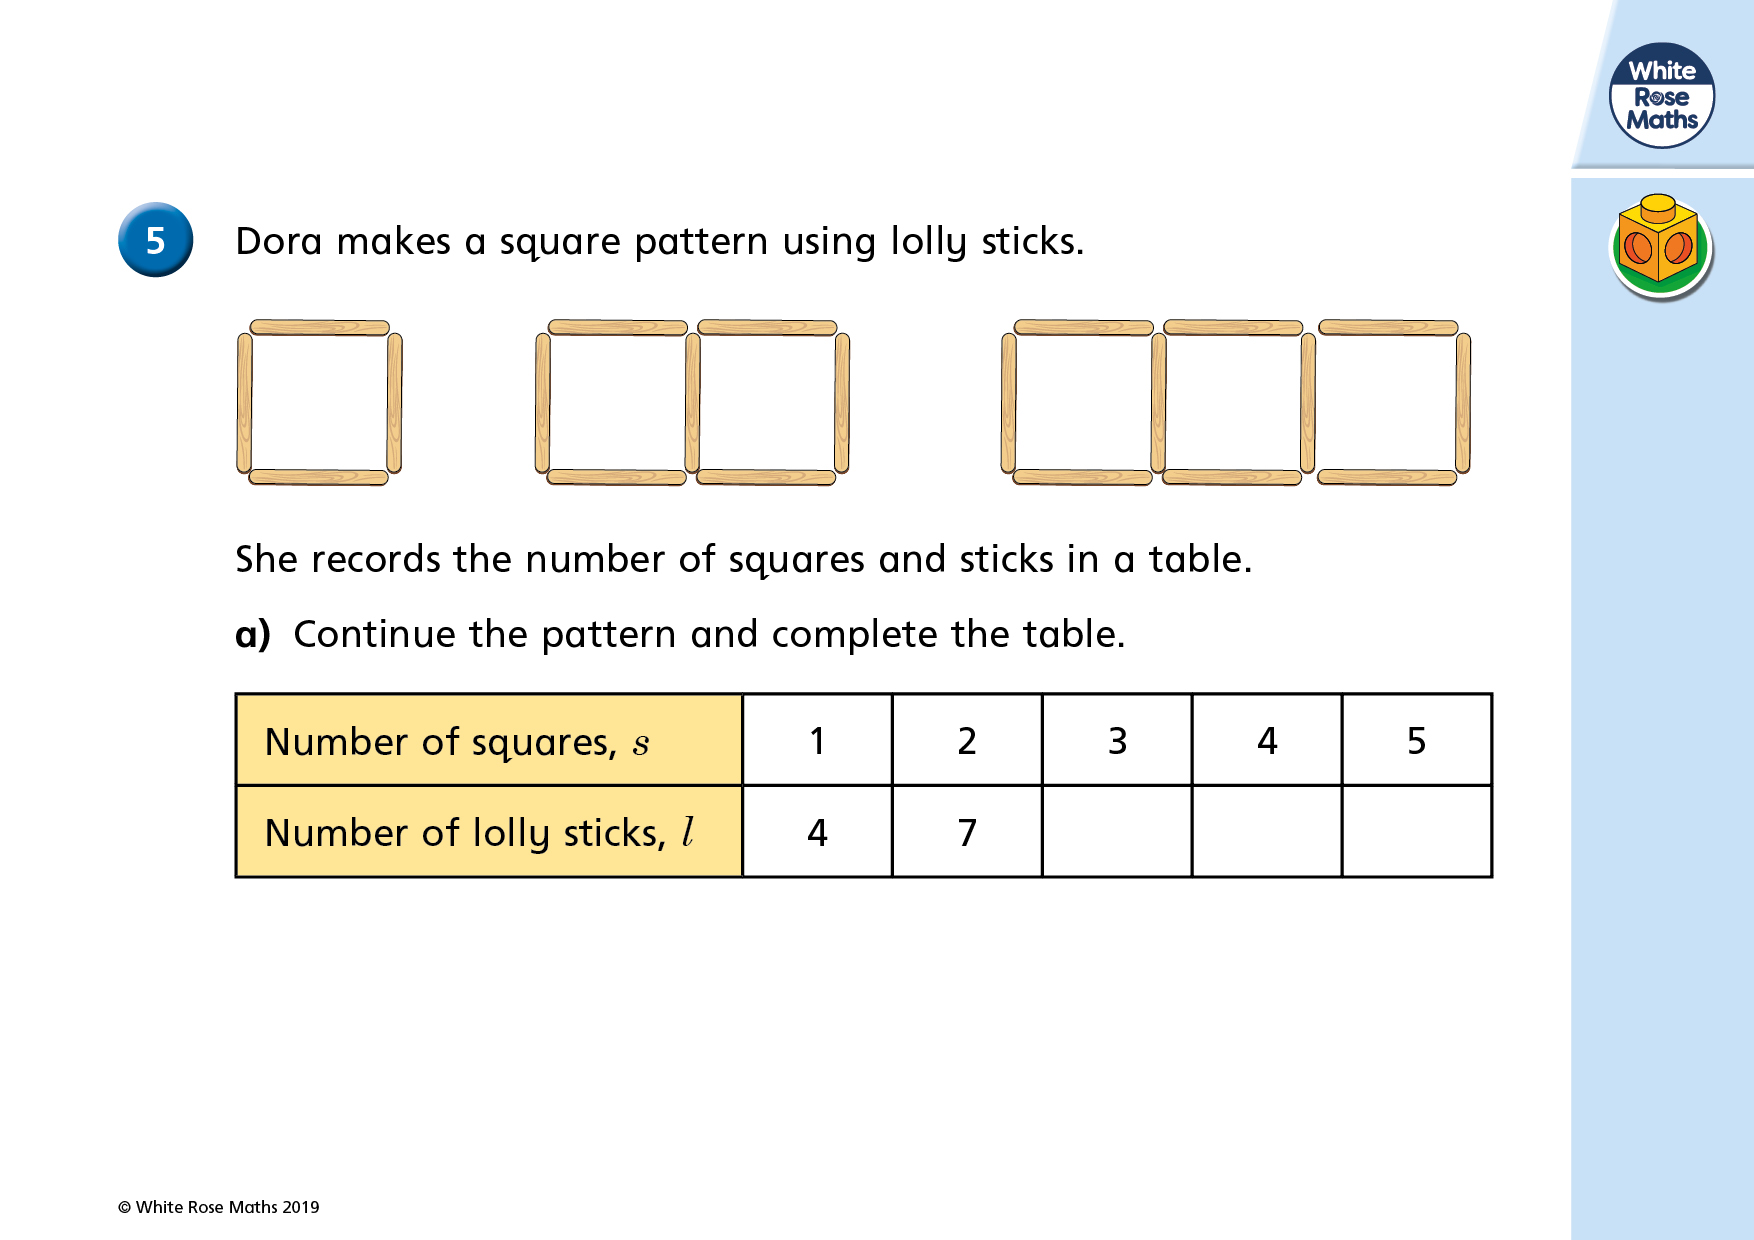 White
Rose
Maths
5 Dora makes a square pattern using lolly sticks.
She records the number of squares and sticks in a table.
a) Continue the pattern and complete the table.
Number of squares, s 1 2 3 4 5
Number of lolly sticks, l 4 7
© White Rose Maths 2019